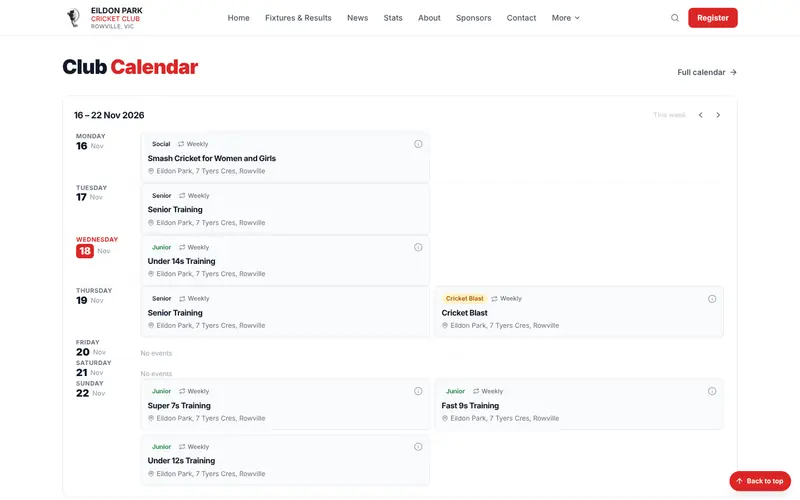 EILDON PARK
CRICKET CLUB
ROWVILLE, VIC
Home Fixtures & Results News Stats About Sponsors Contact More
Register
Club Calendar
Full calendar
16 – 22 Nov 2026
This week
MONDAY
16 Nov
Social Weekly
Smash Cricket for Women and Girls
Eildon Park, 7 Tyers Cres, Rowville
TUESDAY
17 Nov
Senior Weekly
Senior Training
Eildon Park, 7 Tyers Cres, Rowville
WEDNESDAY
18 Nov
Junior Weekly
Under 14s Training
Eildon Park, 7 Tyers Cres, Rowville
THURSDAY
19 Nov
Senior Weekly
Senior Training
Eildon Park, 7 Tyers Cres, Rowville
Cricket Blast Weekly
Cricket Blast
Eildon Park, 7 Tyers Cres, Rowville
FRIDAY
20 Nov
No events
SATURDAY
21 Nov
No events
SUNDAY
22 Nov
Junior Weekly
Super 7s Training
Eildon Park, 7 Tyers Cres, Rowville
Junior Weekly
Fast 9s Training
Eildon Park, 7 Tyers Cres, Rowville
Junior Weekly
Under 12s Training
Eildon Park, 7 Tyers Cres, Rowville
Back to top